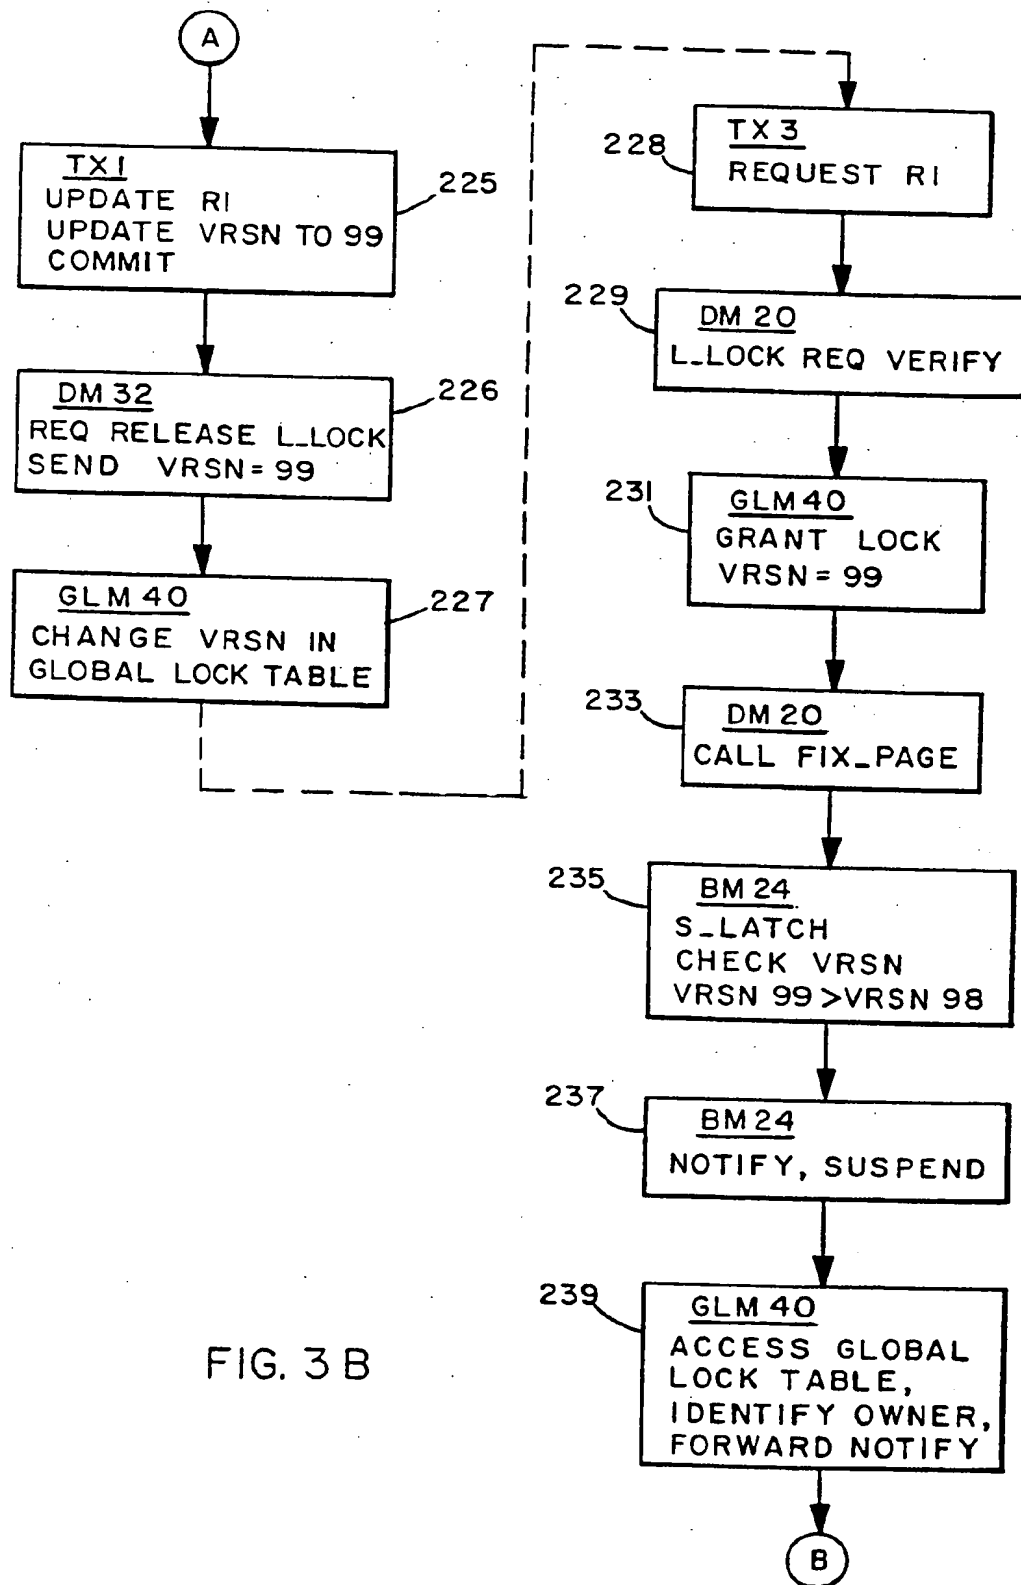 A
TX1
UPDATE R1
UPDATE VRSN TO 99
COMMIT
225
DM 32
REQ RELEASE L_LOCK
SEND VRSN = 99
226
GLM 40
CHANGE VRSN IN
GLOBAL LOCK TABLE
227
228
TX 3
REQUEST R1
229
DM 20
L_LOCK REQ VERIFY
231
GLM 40
GRANT LOCK
VRSN = 99
233
DM 20
CALL FIX_PAGE
235
BM 24
S_LATCH
CHECK VRSN
VRSN 99 > VRSN 98
237
BM 24
NOTIFY, SUSPEND
239
GLM 40
ACCESS GLOBAL
LOCK TABLE,
IDENTIFY OWNER,
FORWARD NOTIFY
B
FIG. 3 B